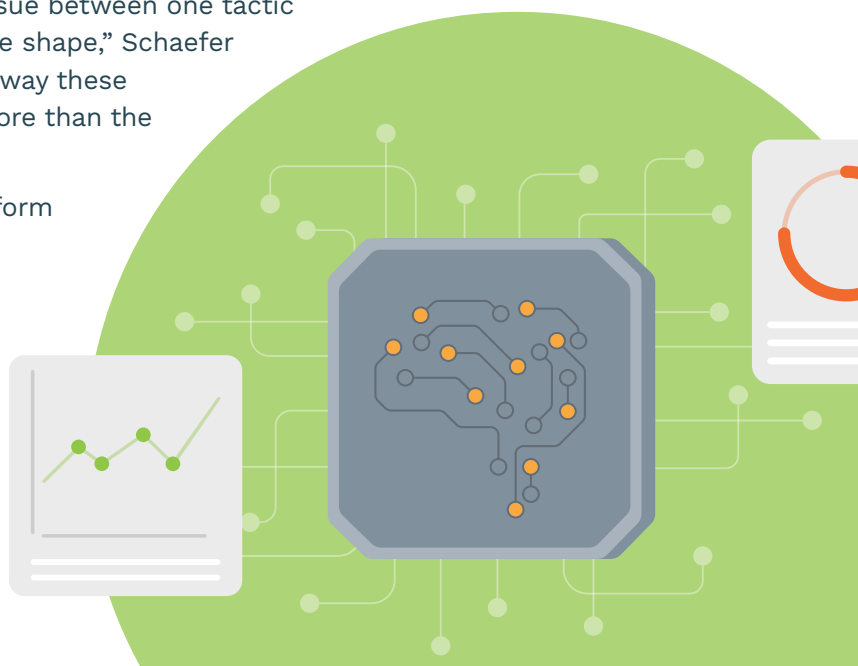 sue between one tactic
e shape,” Schaefer
way these
ore than the
form